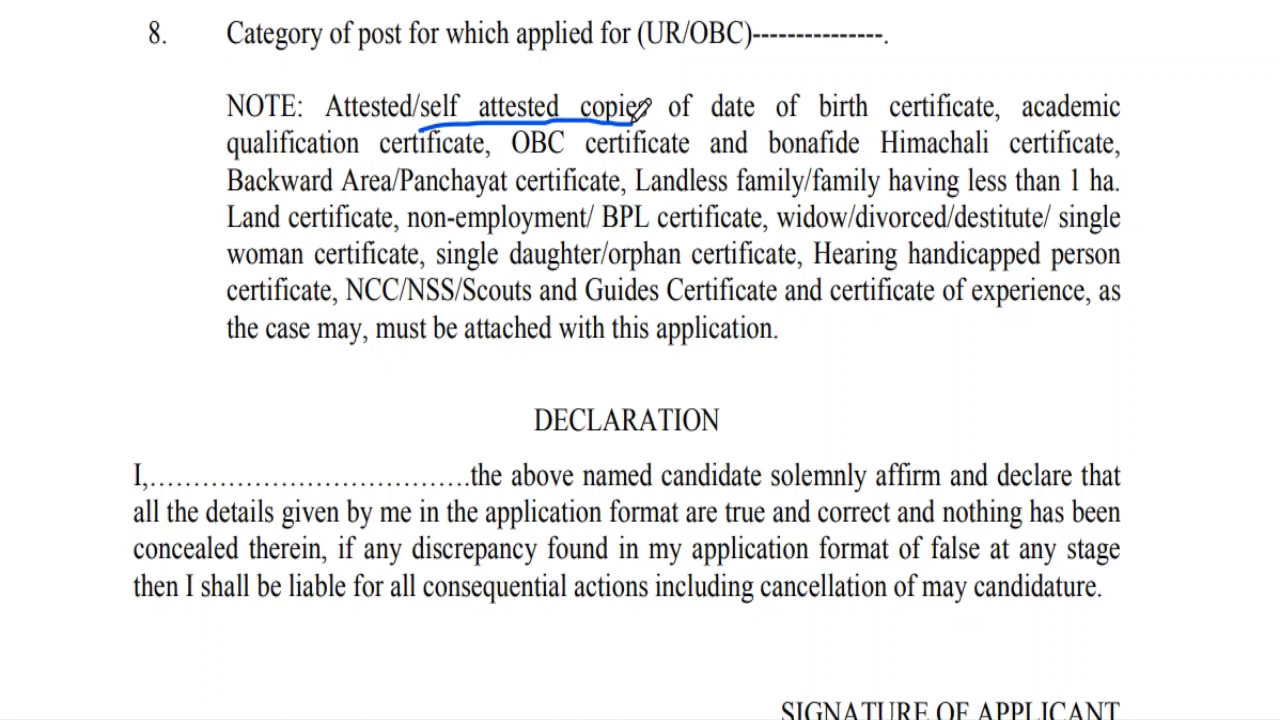 8. Category of post for which applied for (UR/OBC)---------------.
NOTE: Attested/self attested copies of date of birth certificate, academic
qualification certificate, OBC certificate and bonafide Himachali certificate,
Backward Area/Panchayat certificate, Landless family/family having less than 1 ha.
Land certificate, non-employment/ BPL certificate, widow/divorced/destitute/ single
woman certificate, single daughter/orphan certificate, Hearing handicapped person
certificate, NCC/NSS/Scouts and Guides Certificate and certificate of experience, as
the case may, must be attached with this application.
DECLARATION
I,....................................the above named candidate solemnly affirm and declare that
all the details given by me in the application format are true and correct and nothing has been
concealed therein, if any discrepancy found in my application format of false at any stage
then I shall be liable for all consequential actions including cancellation of may candidature.
SIGNATURE OF APPLICANT